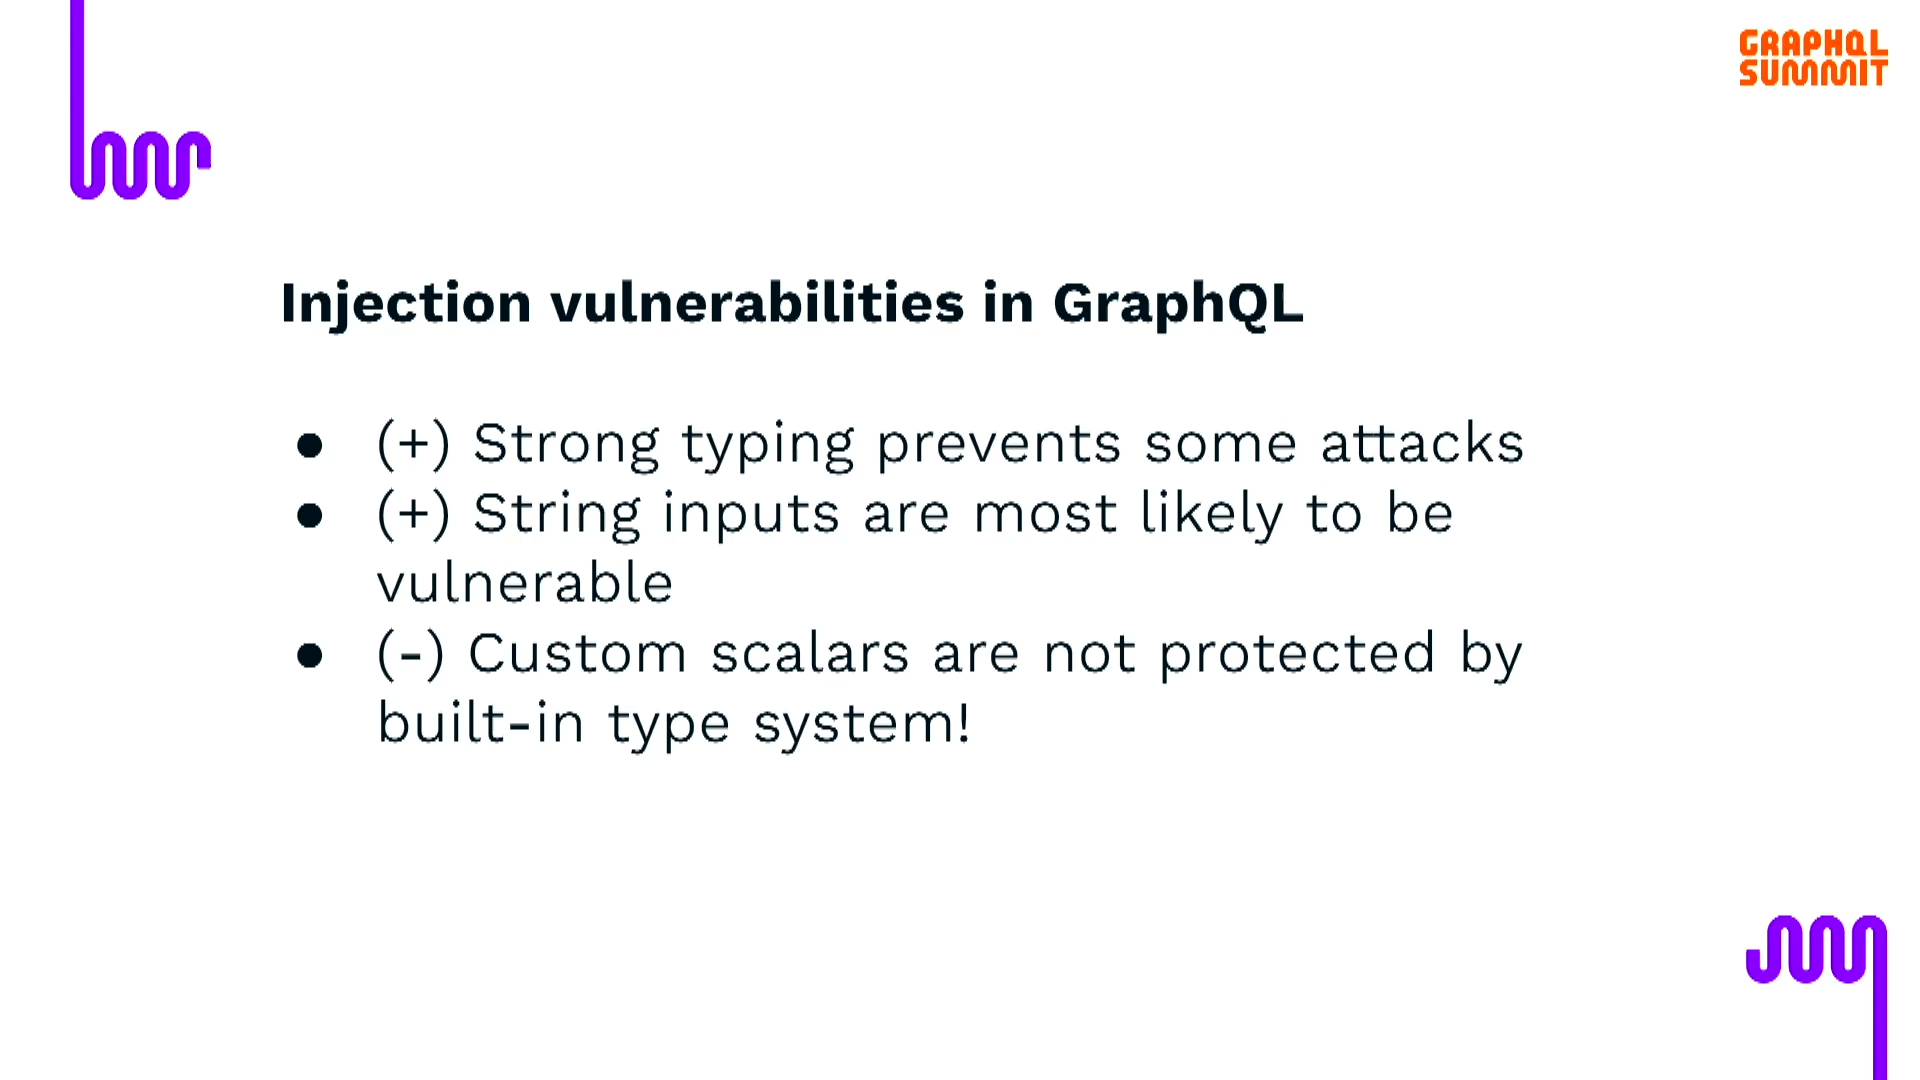 GRAPHQL
SUMMIT
Injection vulnerabilities in GraphQL
● (+) Strong typing prevents some attacks
● (+) String inputs are most likely to be
vulnerable
● (-) Custom scalars are not protected by
built-in type system!